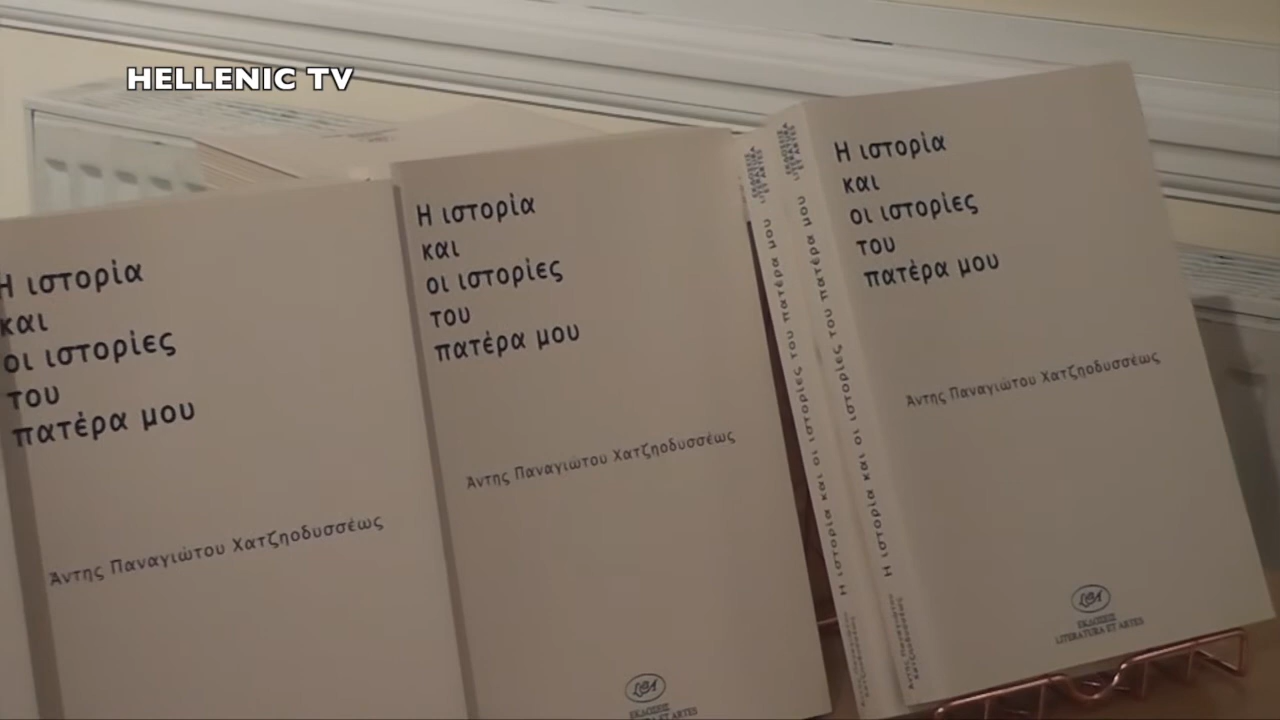 HELLENIC TV
Η ιστορία
και
οι ιστορίες
του
πατέρα μου
Άντης Παναγιώτου Χατζηοδυσσέως
Η ιστορία
και
οι ιστορίες
του
πατέρα μου
Άντης Παναγιώτου Χατζηοδυσσέως
ΕΚΔΟΣΕΙΣ
Η ιστορία και οι ιστορίες του πατέρα μου
Η ιστορία και οι ιστορίες του πατέρα μου
Η ιστορία
και
οι ιστορίες
του
πατέρα μου
Άντης Παναγιώτου Χατζηοδυσσέως
ΕΚΔΟΣΕΙΣ
LITERATURA ET ARTES